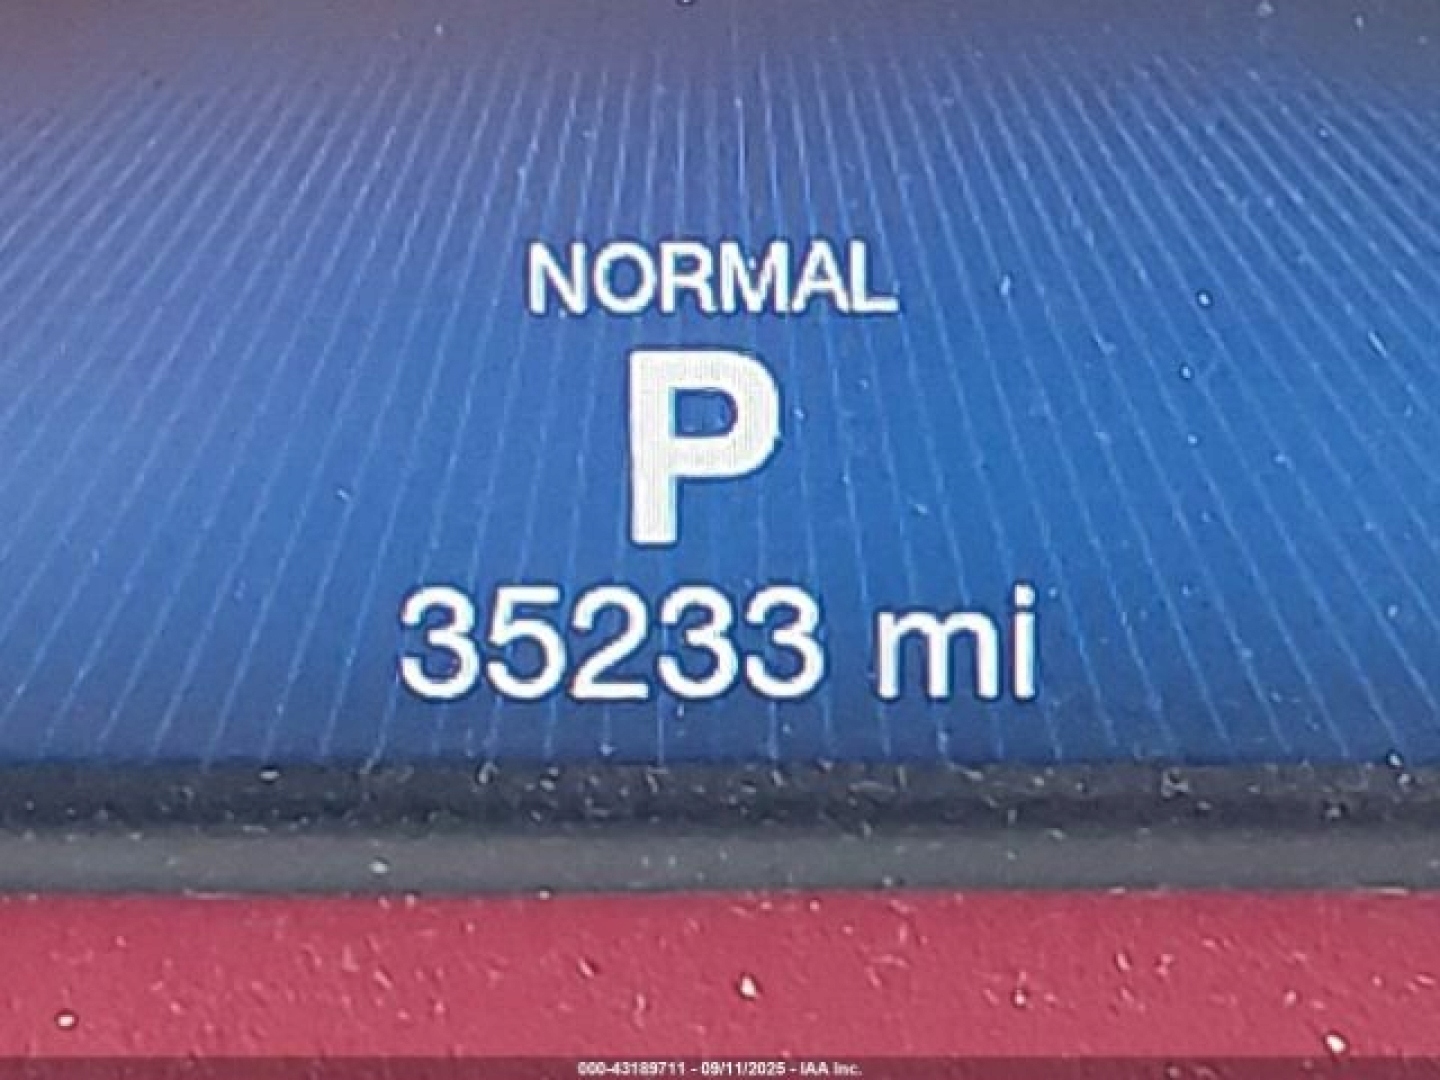 NORMAL
P
35233 mi
000-43189711 - 09/11/2025 - IAA Inc.